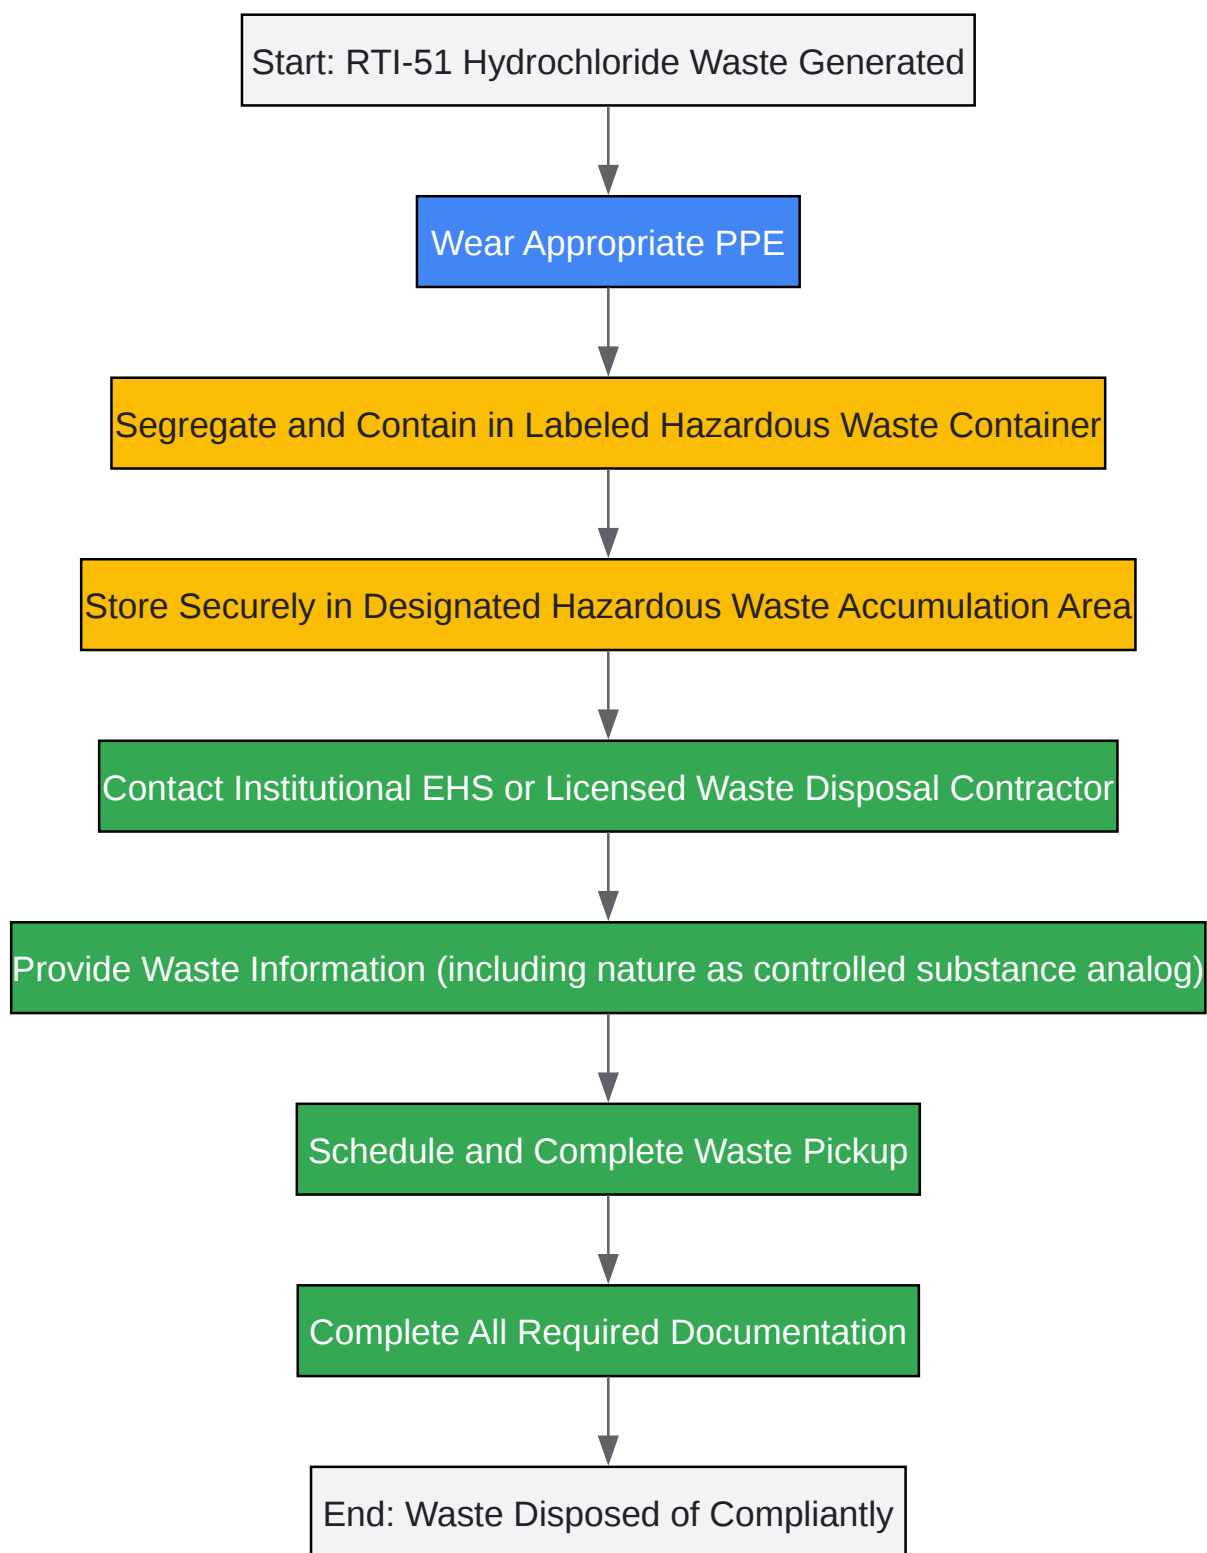 Start: RTI-51 Hydrochloride Waste Generated
Wear Appropriate PPE
Segregate and Contain in Labeled Hazardous Waste Container
Store Securely in Designated Hazardous Waste Accumulation Area
Contact Institutional EHS or Licensed Waste Disposal Contractor
Provide Waste Information (including nature as controlled substance analog)
Schedule and Complete Waste Pickup
Complete All Required Documentation
End: Waste Disposed of Compliantly